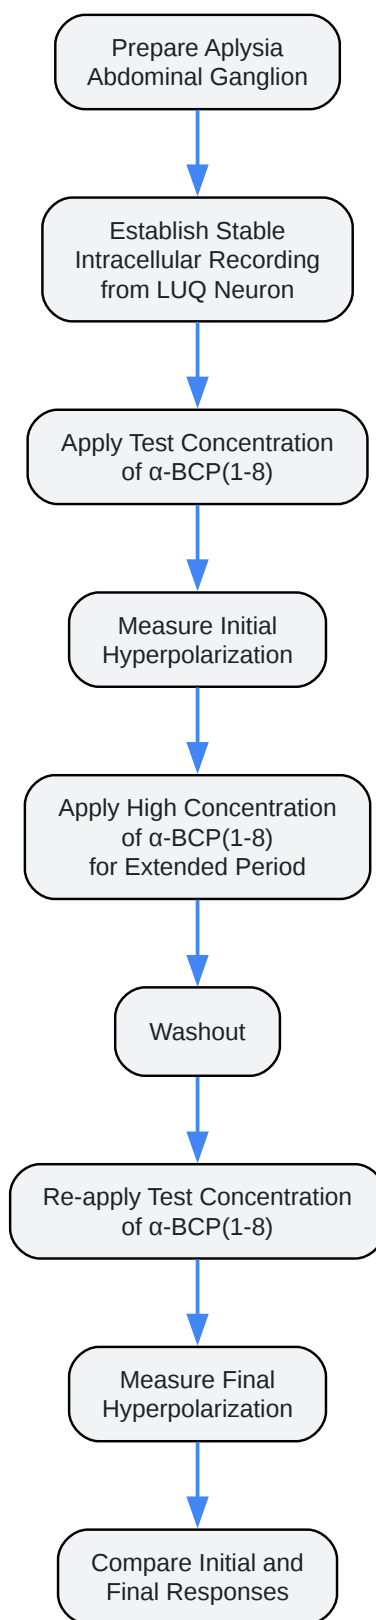 Prepare Aplysia
Abdominal Ganglion
Establish Stable
Intracellular Recording
from LUQ Neuron
Apply Test Concentration
of α-BCP(1-8)
Measure Initial
Hyperpolarization
Apply High Concentration
of α-BCP(1-8)
for Extended Period
Washout
Re-apply Test Concentration
of α-BCP(1-8)
Measure Final
Hyperpolarization
Compare Initial and
Final Responses